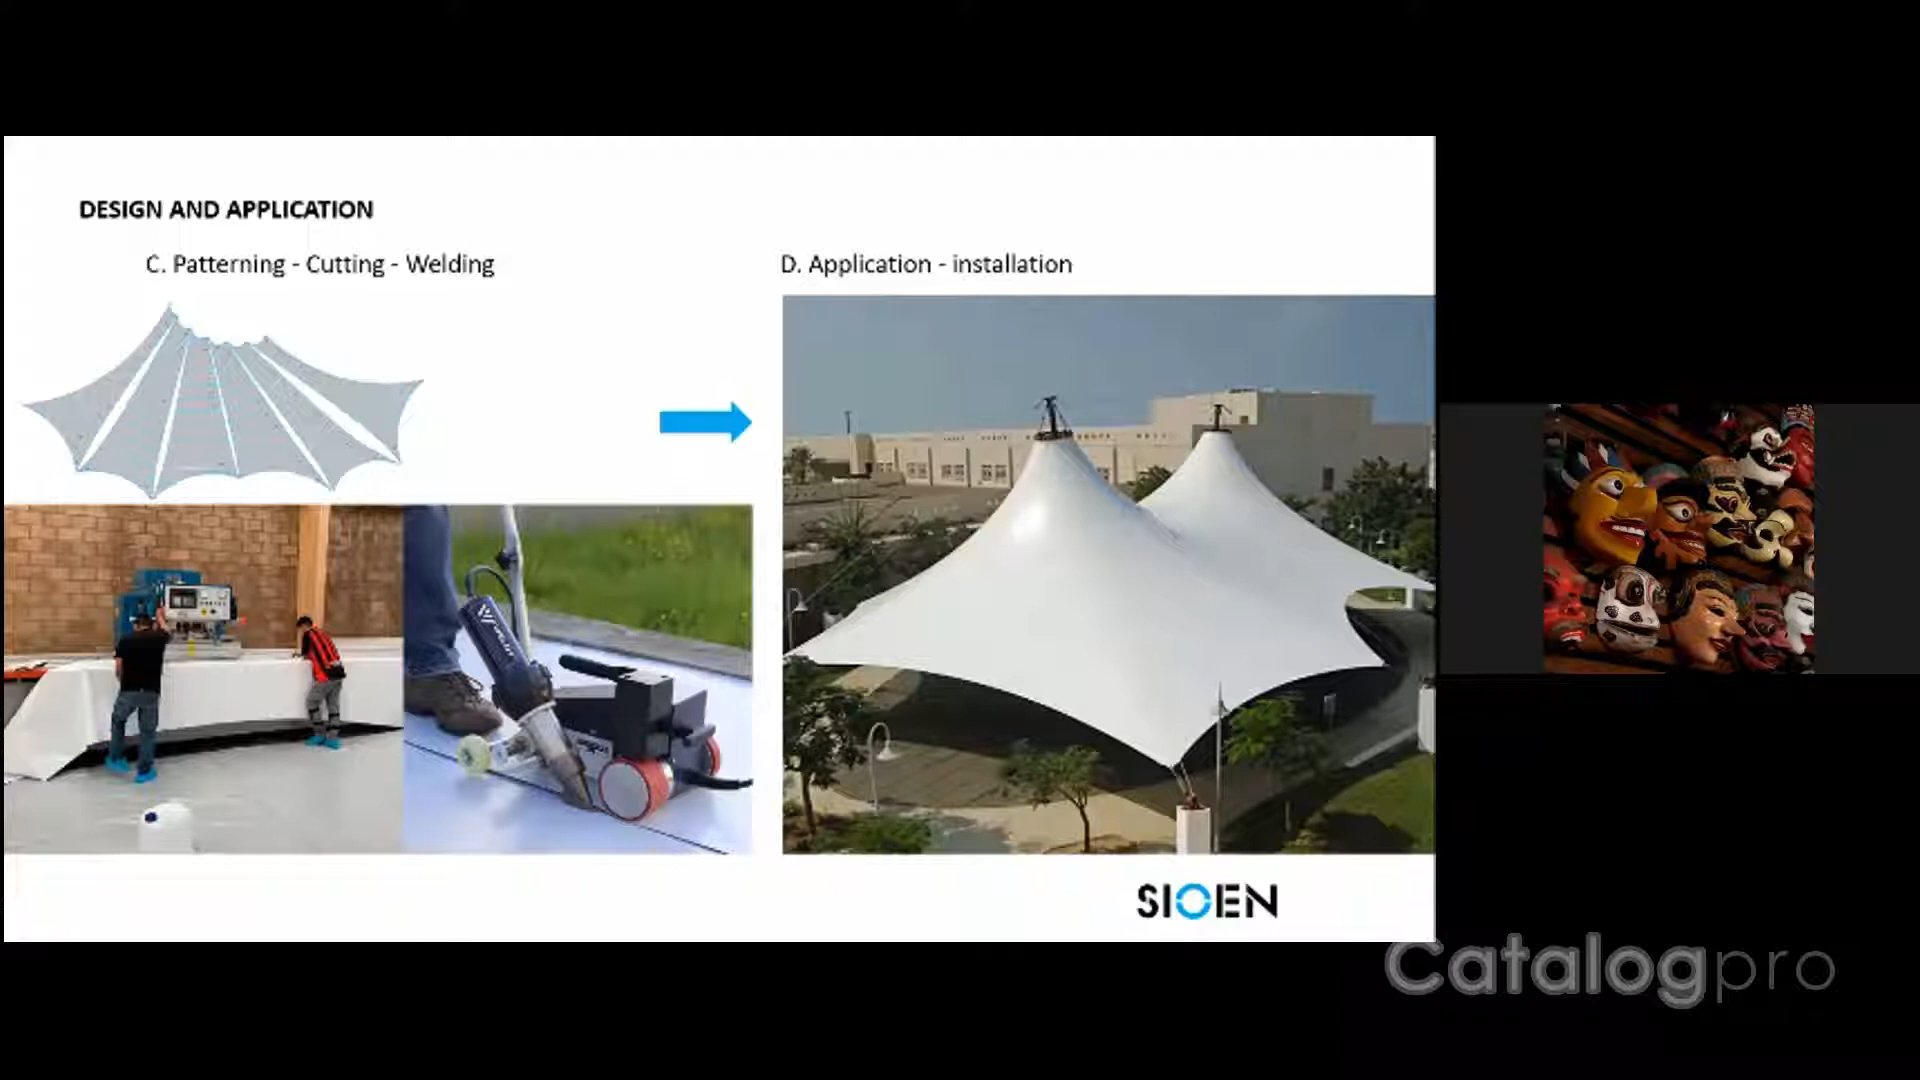 DESIGN AND APPLICATION
C. Patterning - Cutting - Welding
D. Application - installation
SIOEN
Catalogpro